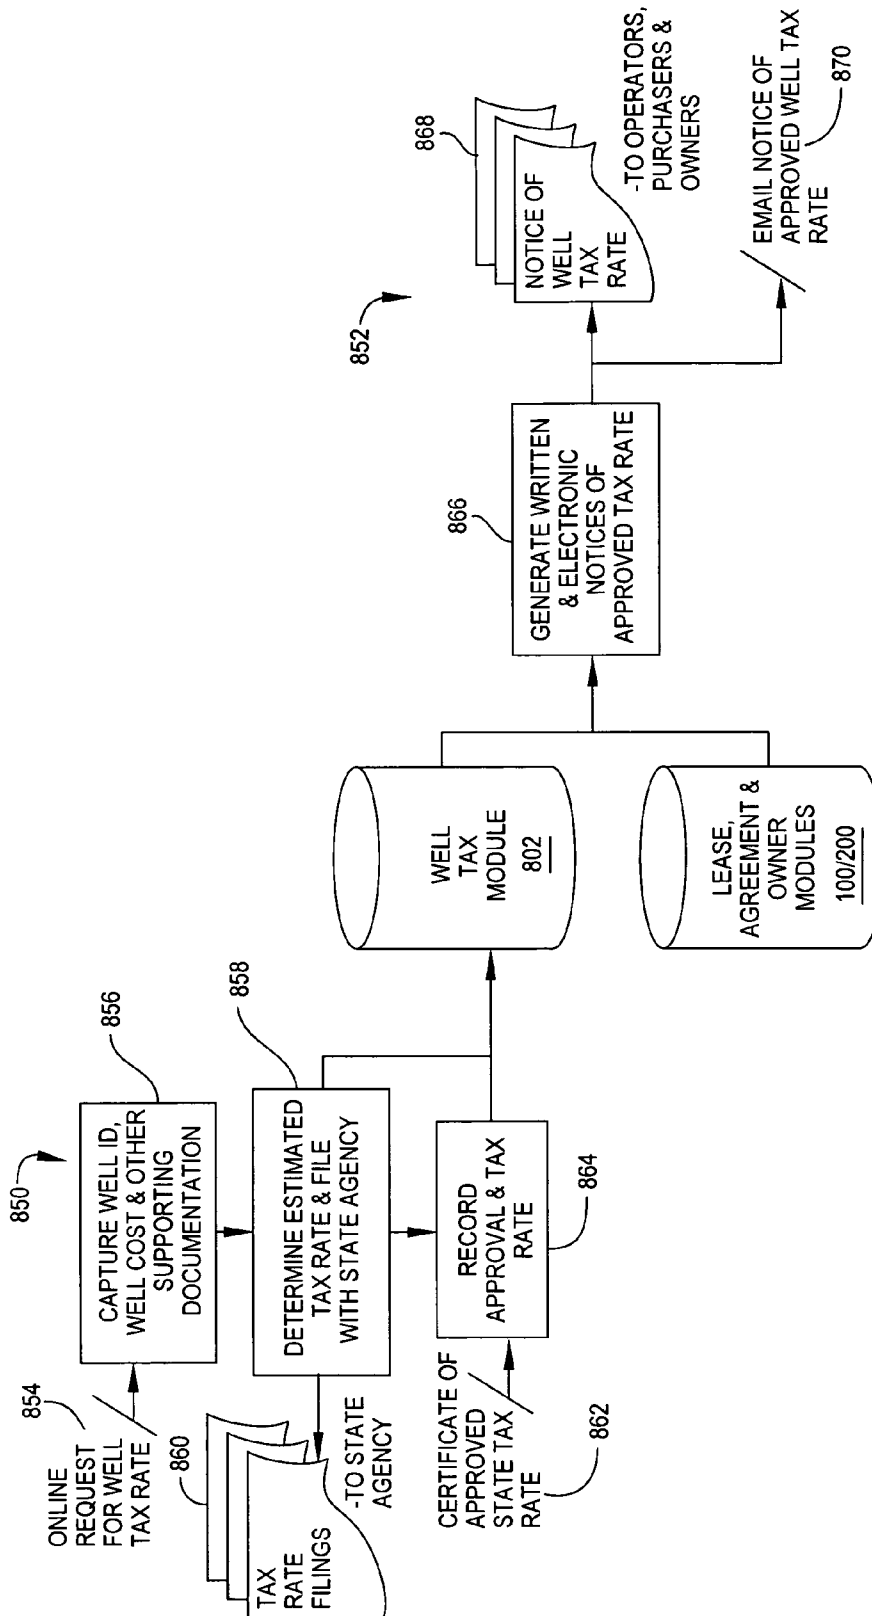 850
854
ONLINE
REQUEST
FOR WELL
TAX RATE
856
CAPTURE WELL ID,
WELL COST & OTHER
SUPPORTING
DOCUMENTATION
860
TAX
RATE
FILINGS
-TO STATE
AGENCY
858
DETERMINE ESTIMATED
TAX RATE & FILE
WITH STATE AGENCY
CERTIFICATE OF
APPROVED
STATE TAX
RATE
862
RECORD
APPROVAL & TAX
RATE
864
WELL
TAX
MODULE
802
LEASE,
AGREEMENT &
OWNER
MODULES
100/200
852
866
GENERATE WRITTEN
& ELECTRONIC
NOTICES OF
APPROVED TAX RATE
868
NOTICE OF
WELL
TAX
RATE
-TO OPERATORS,
PURCHASERS &
OWNERS
EMAIL NOTICE OF
APPROVED WELL TAX
RATE
870